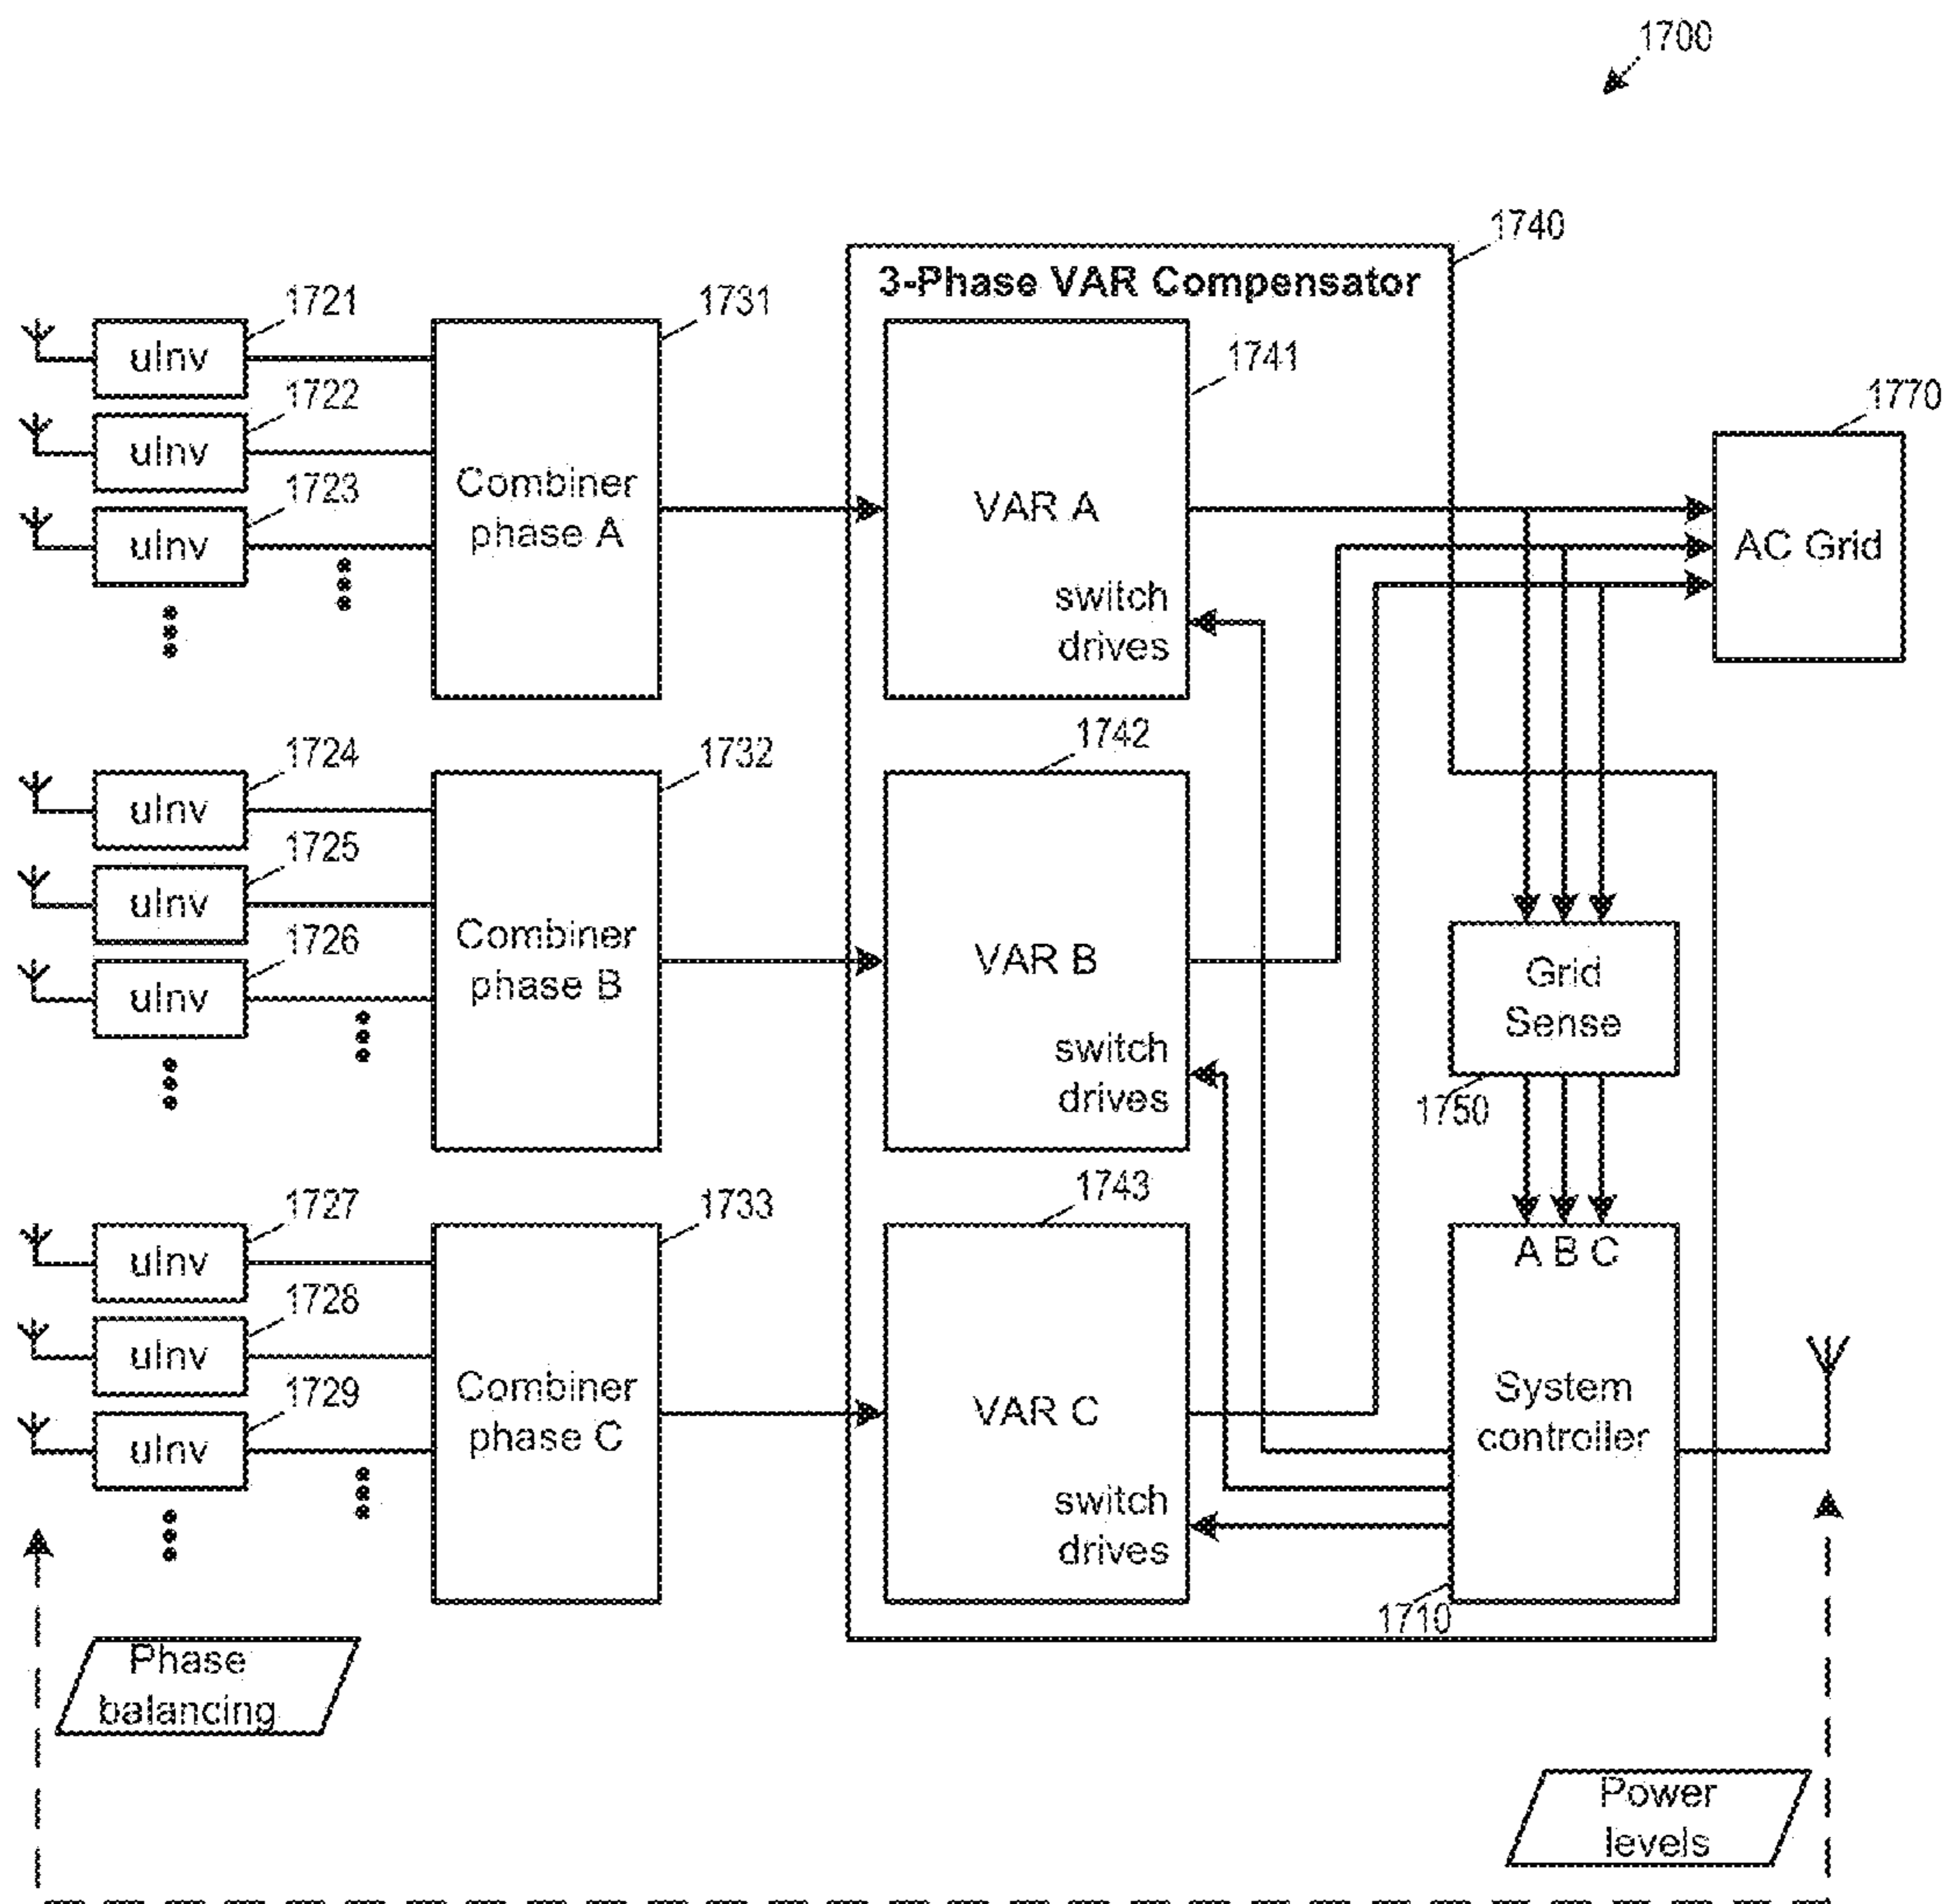 1700
1740
3-Phase VAR Compensator
1721
uInv
1722
uInv
1723
uInv
1731
Combiner
phase A
1741
VAR A
switch
drives
1770
AC Grid
1724
uInv
1725
uInv
1726
uInv
1732
Combiner
phase B
1742
VAR B
switch
drives
Grid
Sense
1750
1727
uInv
1728
uInv
1729
uInv
1733
Combiner
phase C
1743
VAR C
switch
drives
A B C
System
controller
1710
Phase
balancing
Power
levels